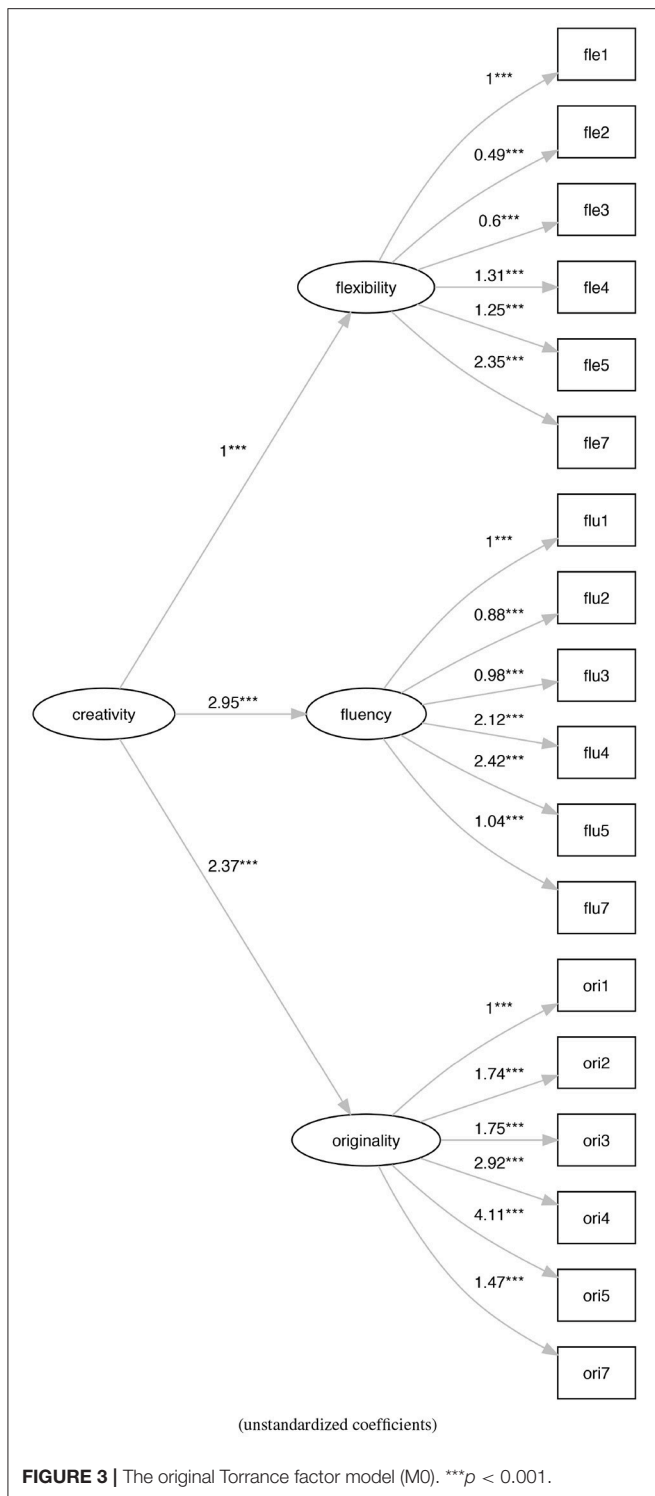 fle1
1***
fle2
0.49***
fle3
0.6***
flexibility
1.31***
fle4
1.25***
fle5
2.35***
fle7
1***
flu1
1***
flu2
0.88***
flu3
0.98***
creativity
2.95***
fluency
2.12***
flu4
2.42***
flu5
1.04***
2.37***
flu7
ori1
1***
ori2
1.74***
originality
1.75***
ori3
2.92***
ori4
4.11***
ori5
1.47***
ori7
(unstandardized coefficients)
FIGURE 3 | The original Torrance factor model (M0). ***p < 0.001.